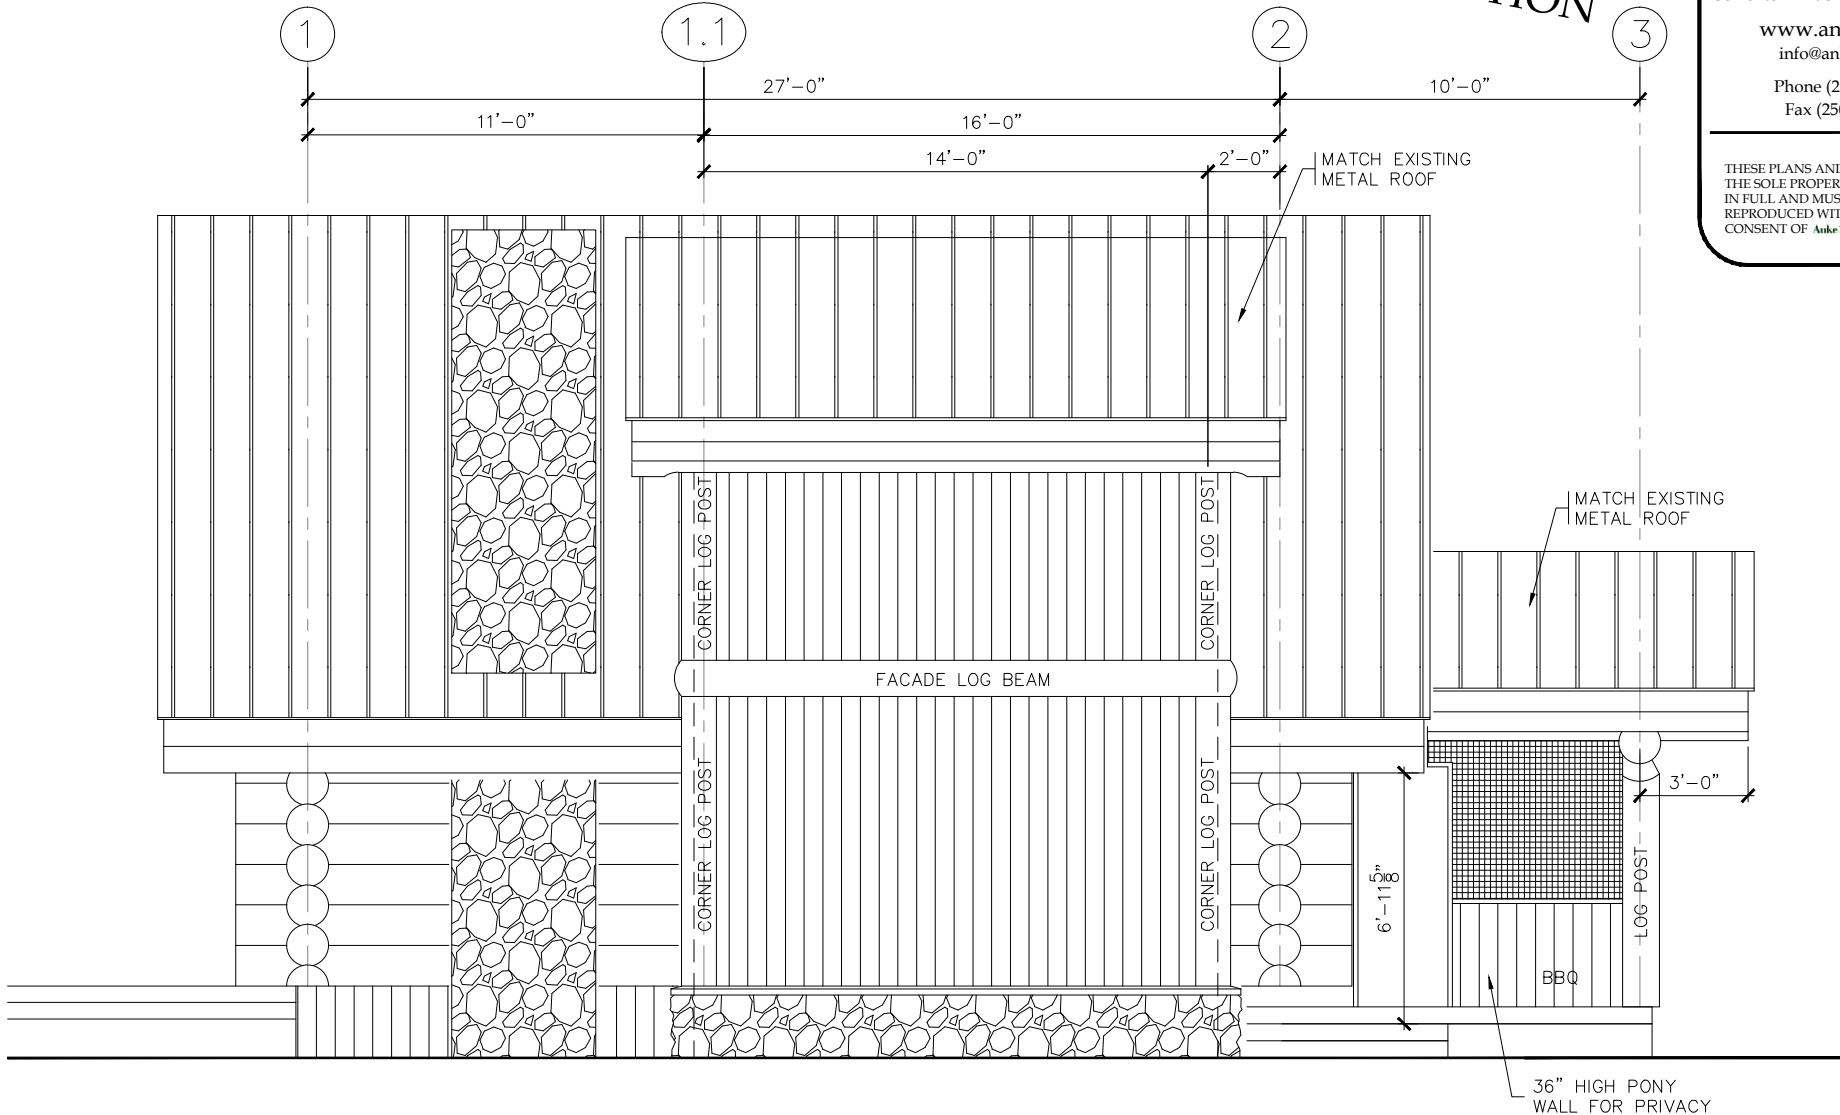 1
1.1
2
3
27'-0"
10'-0"
11'-0"
16'-0"
14'-0"
2'-0"
MATCH EXISTING
METAL ROOF
www.an
info@an
Phone (2
Fax (25
THESE PLANS AN
THE SOLE PROPER
IN FULL AND MUS
REPRODUCED WIT
CONSENT OF Auke
CORNER LOG POST
CORNER LOG POST
MATCH EXISTING
METAL ROOF
FACADE LOG BEAM
CORNER LOG POST
CORNER LOG POST
3'-0"
6'-11 5/8"
LOG POST
BBQ
36" HIGH PONY
WALL FOR PRIVACY